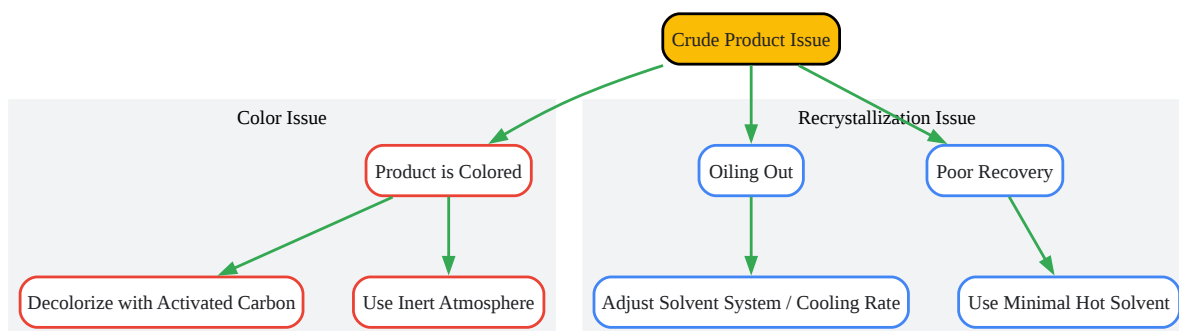 Crude Product Issue
Color Issue
Recrystallization Issue
Product is Colored
Oiling Out
Poor Recovery
Decolorize with Activated Carbon
Use Inert Atmosphere
Adjust Solvent System / Cooling Rate
Use Minimal Hot Solvent